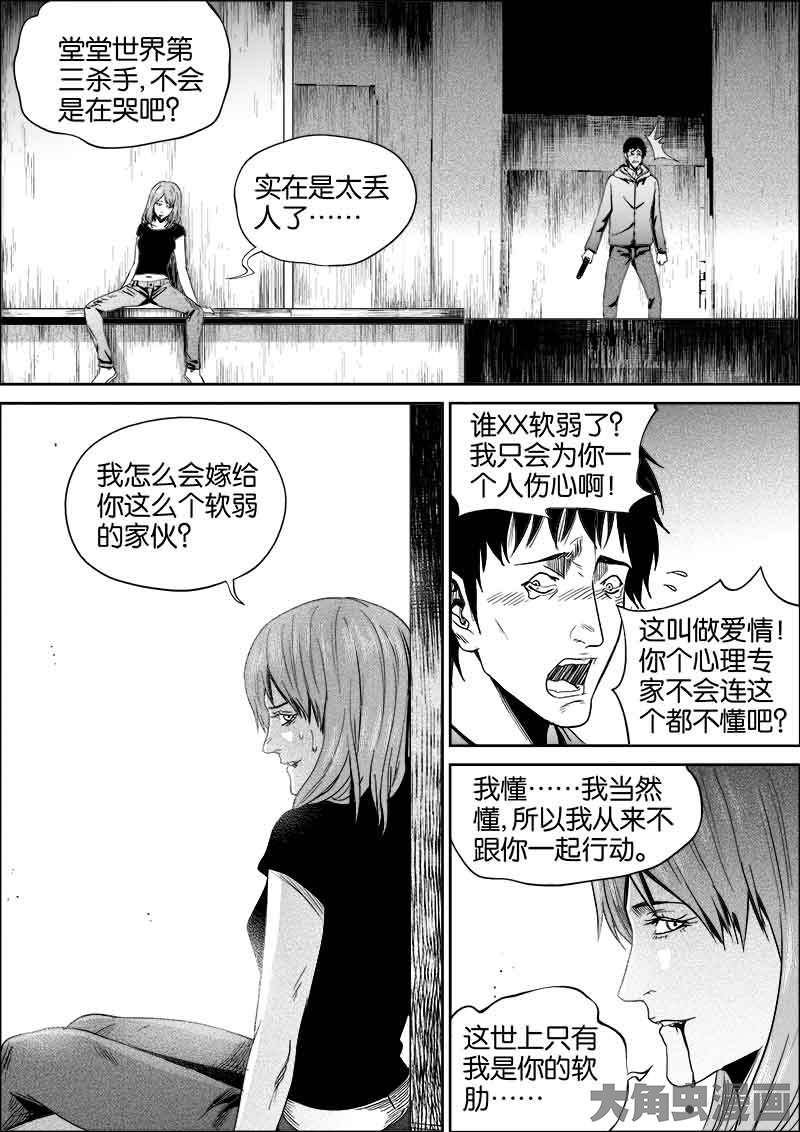 堂堂世界第
三杀手,不会
是在哭吧？
实在是太丢
人了……
我怎么会嫁给
你这么个软弱
的家伙？
谁XX软弱了？
我只会为你一
个人伤心啊！
这叫做爱情！
你个心理专
家不会连这
个都不懂吧？
我懂……我当然
懂,所以我从来不
跟你一起行动。
这世上只有
我是你的软
肋……
大角虫漫画